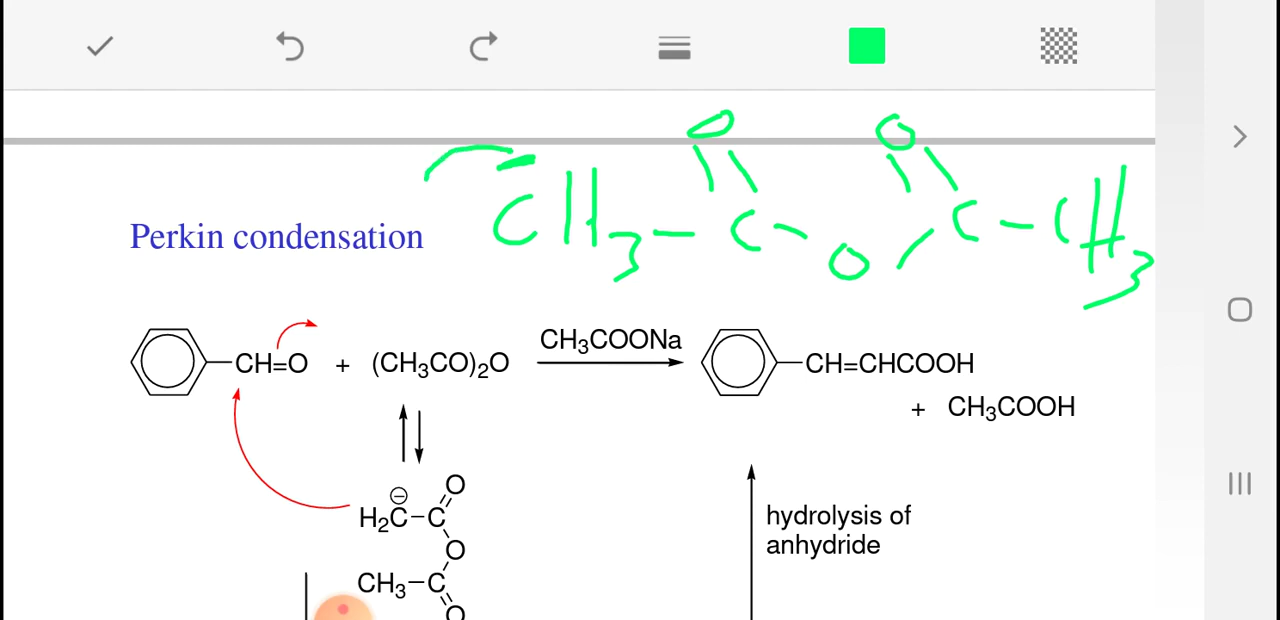 O O
CH3-C-O-C-CH3
Perkin condensation
CH=O + (CH₃CO)₂O CH₃COONa CH=CHCOOH
+ CH₃COOH
H₂C⊖-C=O
O
CH₃-C=O
hydrolysis of
anhydride